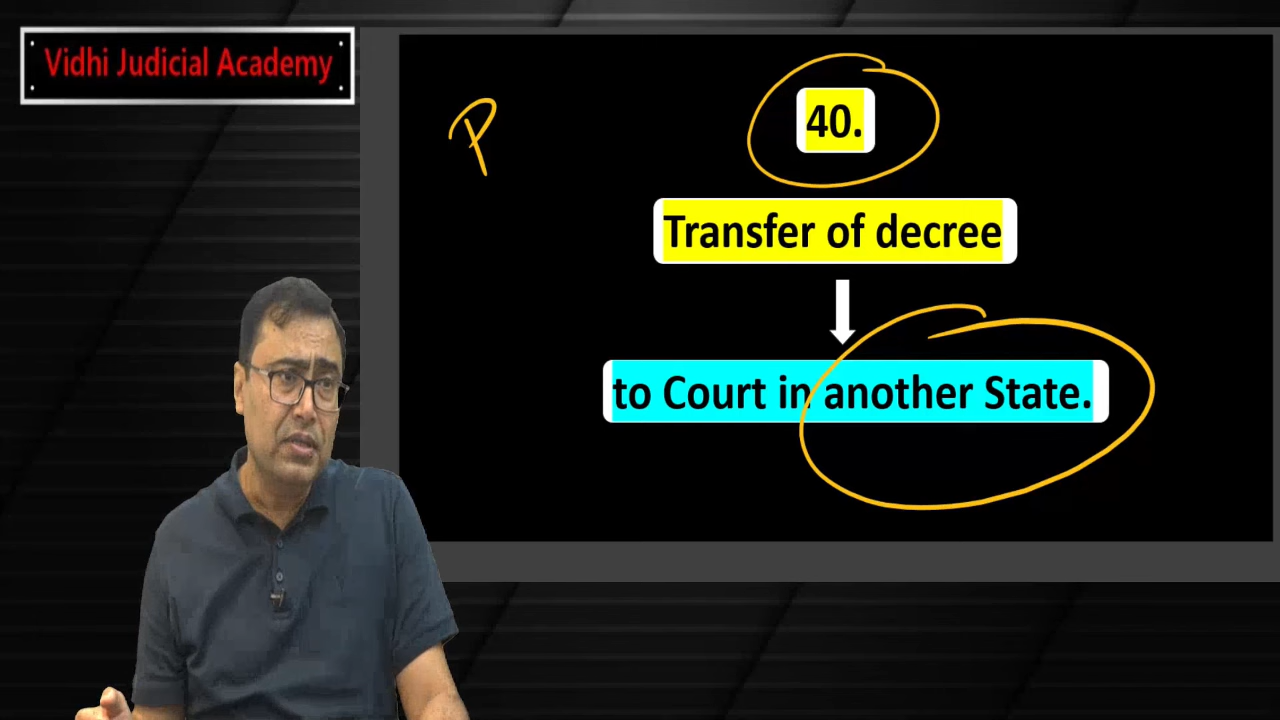 Vidhi Judicial Academy
P
40.
Transfer of decree
to Court in another State.